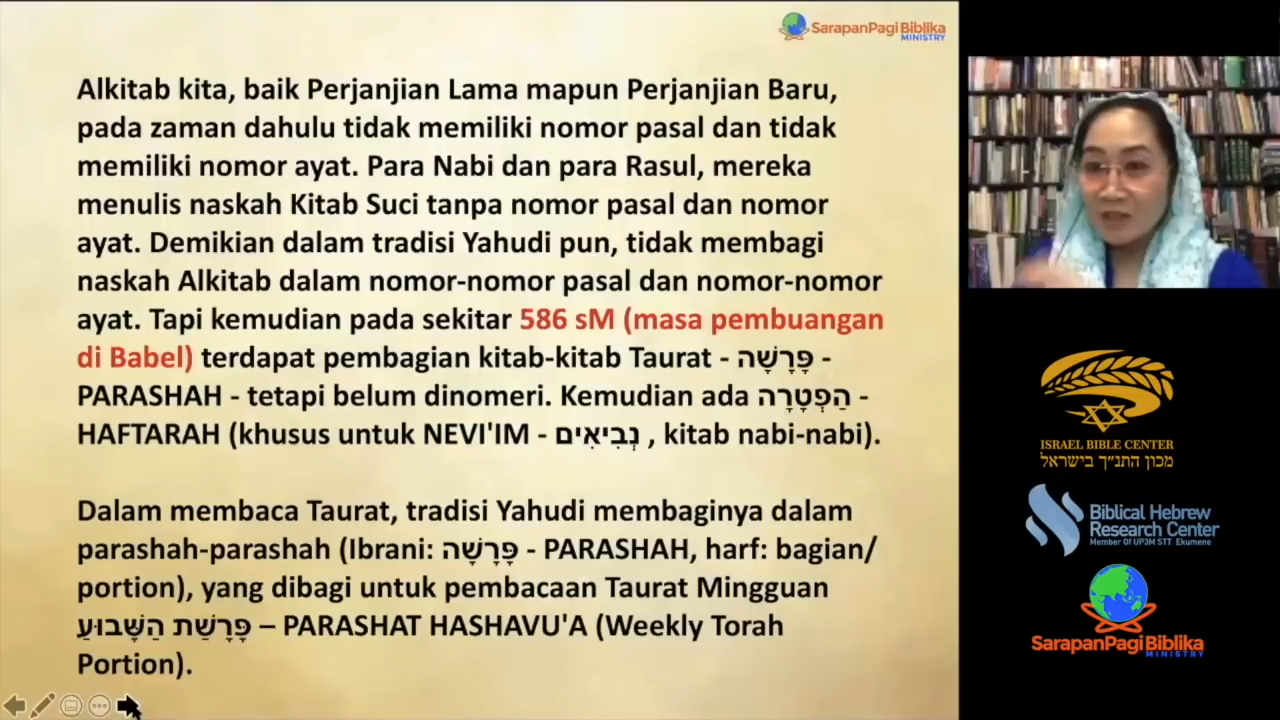 SarapanPagi Biblika
MINISTRY
Alkitab kita, baik Perjanjian Lama mapun Perjanjian Baru,
pada zaman dahulu tidak memiliki nomor pasal dan tidak
memiliki nomor ayat. Para Nabi dan para Rasul, mereka
menulis naskah Kitab Suci tanpa nomor pasal dan nomor
ayat. Demikian dalam tradisi Yahudi pun, tidak membagi
naskah Alkitab dalam nomor-nomor pasal dan nomor-nomor
ayat. Tapi kemudian pada sekitar 586 sM (masa pembuangan
di Babel) terdapat pembagian kitab-kitab Taurat - פָּרָשָׁה -
PARASHAH - tetapi belum dinomeri. Kemudian ada הַפְטָרָה -
HAFTARAH (khusus untuk NEVI'IM - נְבִיאִים , kitab nabi-nabi).
Dalam membaca Taurat, tradisi Yahudi membaginya dalam
parashah-parashah (Ibrani: פָּרָשָׁה - PARASHAH, harf: bagian/
portion), yang dibagi untuk pembacaan Taurat Mingguan
פָּרָשַׁת הַשָּׁבוּעַ – PARASHAT HASHAVU'A (Weekly Torah
Portion).
ISRAEL BIBLE CENTER
מכון התנ״ך בישראל
Biblical Hebrew
Research Center
Member Of UP3M STT Ekumene
SarapanPagi Biblika
MINISTRY